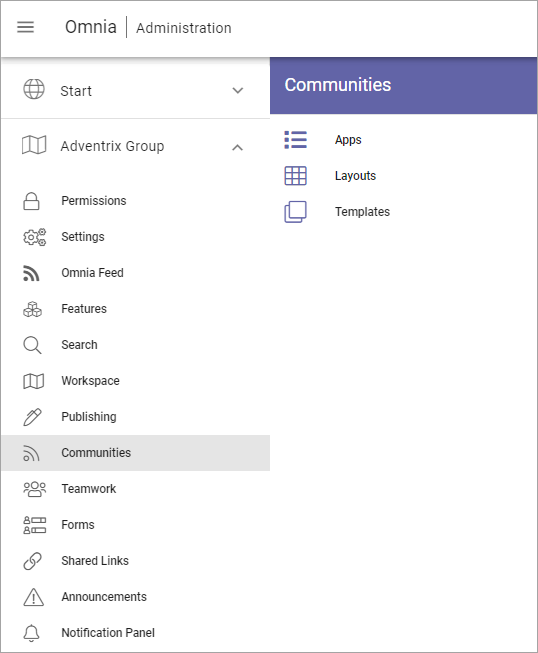 Omnia | Administration
Start
Adventrix Group
Permissions
Settings
Omnia Feed
Features
Search
Workspace
Publishing
Communities
Teamwork
Forms
Shared Links
Announcements
Notification Panel
Communities
Apps
Layouts
Templates